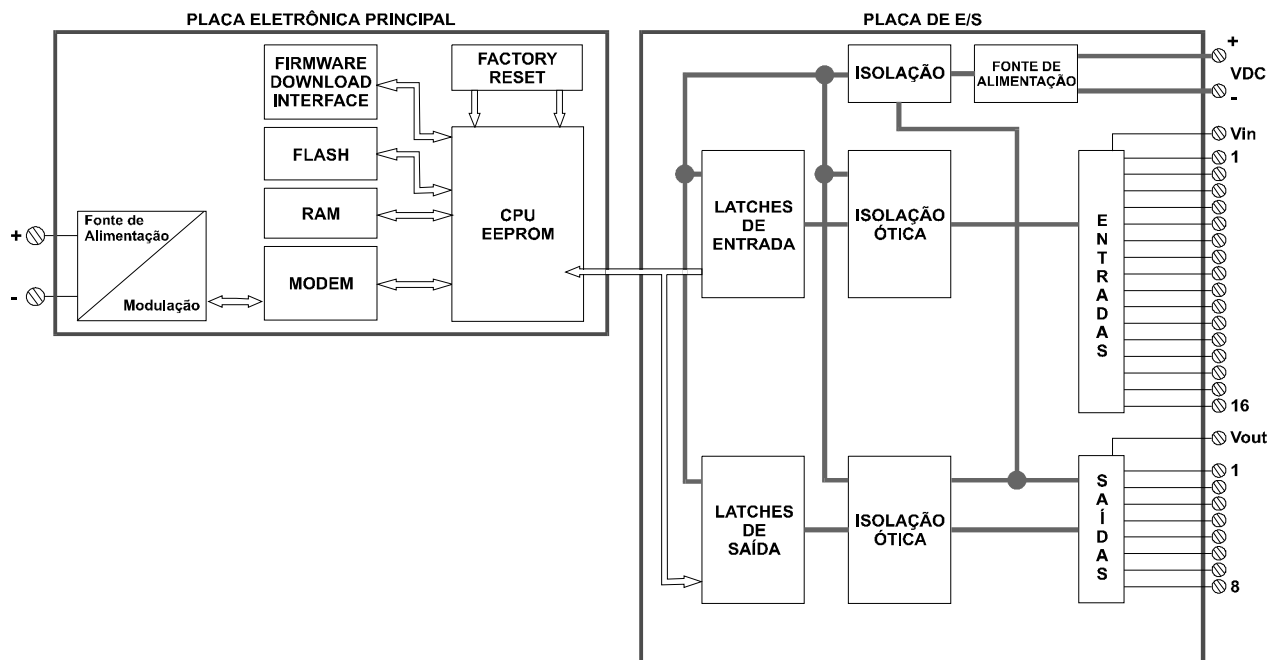 PLACA ELETRÔNICA PRINCIPAL
FIRMWARE
DOWNLOAD
INTERFACE
FACTORY
RESET
FLASH
RAM
MODEM
CPU
EEPROM
Fonte de
Alimentação
Modulação
+
-
PLACA DE E/S
ISOLAÇÃO
FONTE DE
ALIMENTAÇÃO
+
VDC
-
LATCHES
DE
ENTRADA
ISOLAÇÃO
ÓTICA
ENTRADAS
Vin
1
16
LATCHES
DE
SAÍDA
ISOLAÇÃO
ÓTICA
SAÍDAS
Vout
1
8